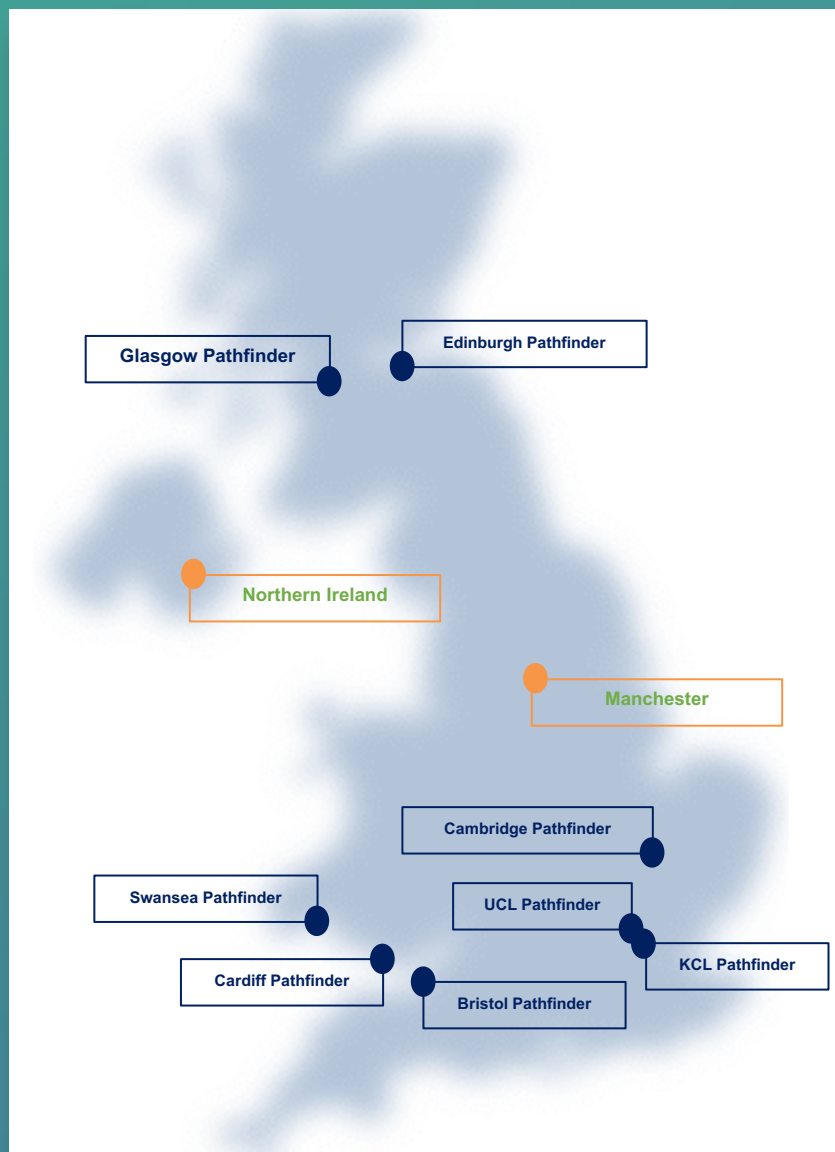 Edinburgh Pathfinder
Glasgow Pathfinder
Northern Ireland
Manchester
Cambridge Pathfinder
Swansea Pathfinder
UCL Pathfinder
KCL Pathfinder
Cardiff Pathfinder
Bristol Pathfinder